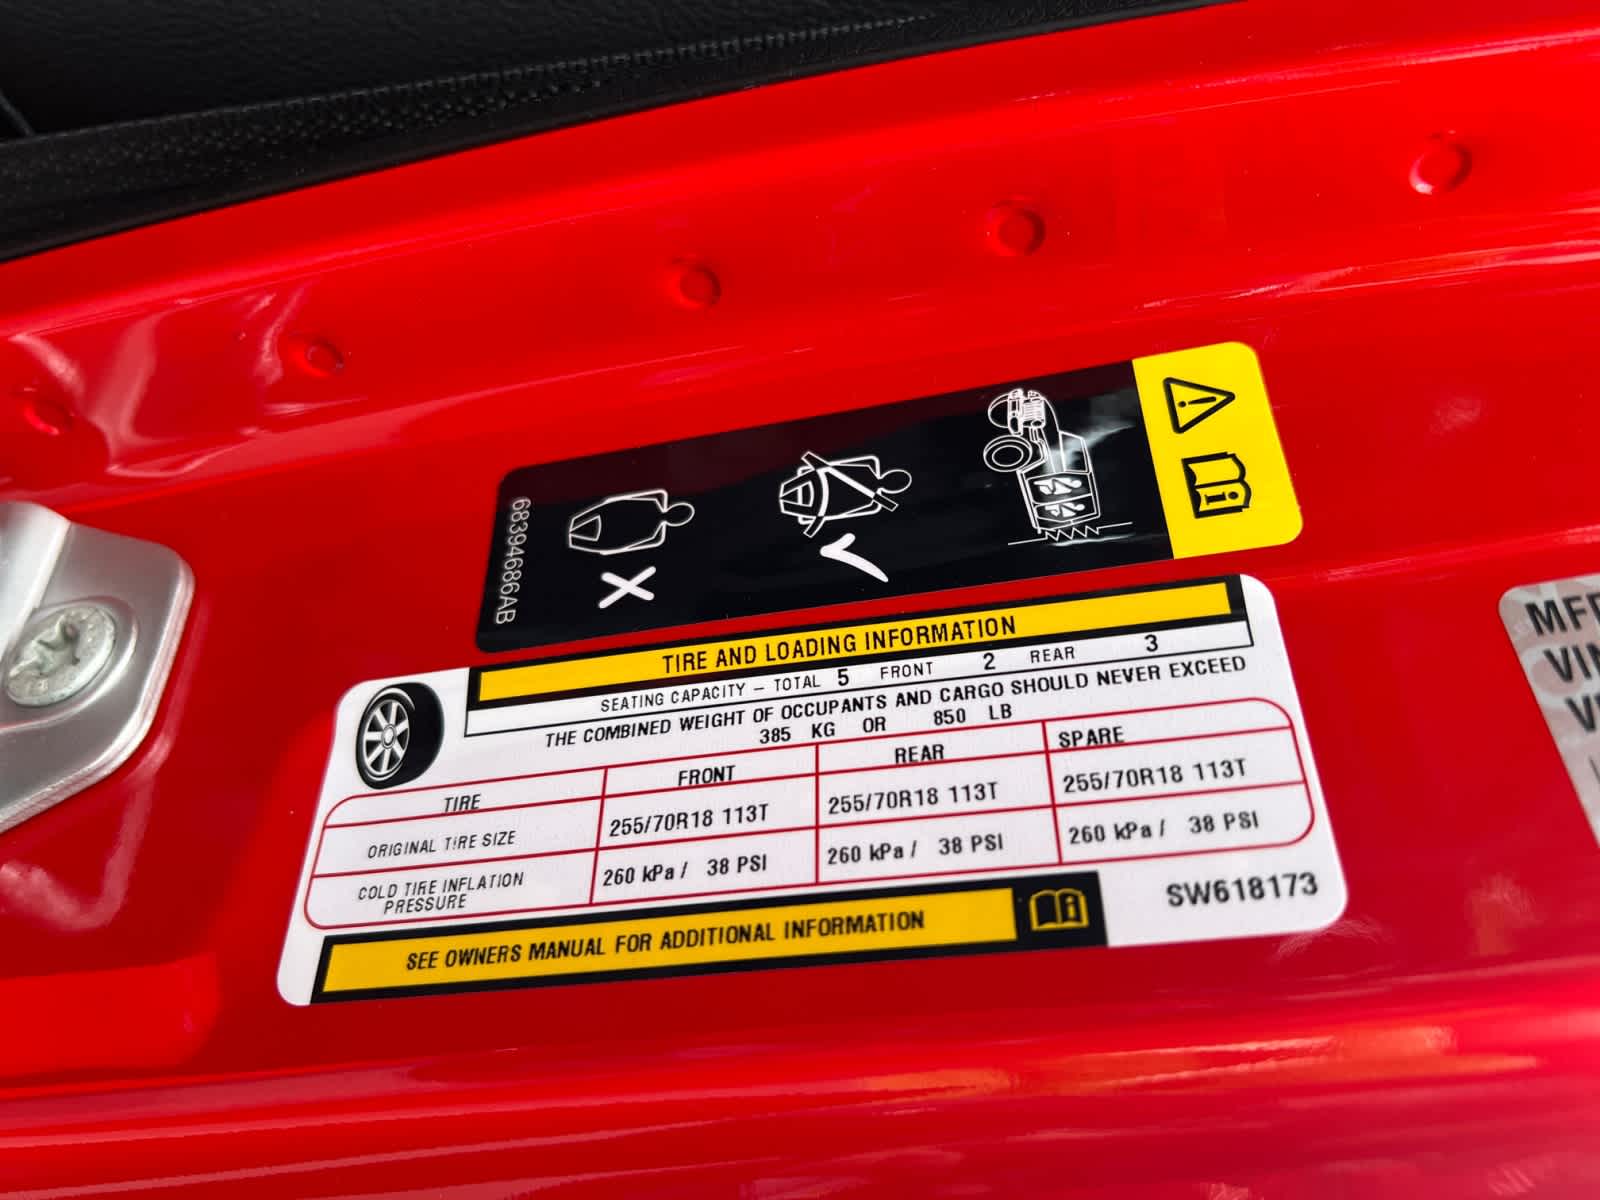 68394686AB
TIRE AND LOADING INFORMATION
SEATING CAPACITY – TOTAL 5 FRONT 2 REAR 3
THE COMBINED WEIGHT OF OCCUPANTS AND CARGO SHOULD NEVER EXCEED
385 KG OR 850 LB
TIRE FRONT REAR SPARE
ORIGINAL TIRE SIZE 255/70R18 113T 255/70R18 113T 255/70R18 113T
COLD TIRE INFLATION
PRESSURE 260 kPa / 38 PSI 260 kPa / 38 PSI 260 kPa / 38 PSI
SEE OWNERS MANUAL FOR ADDITIONAL INFORMATION
SW618173